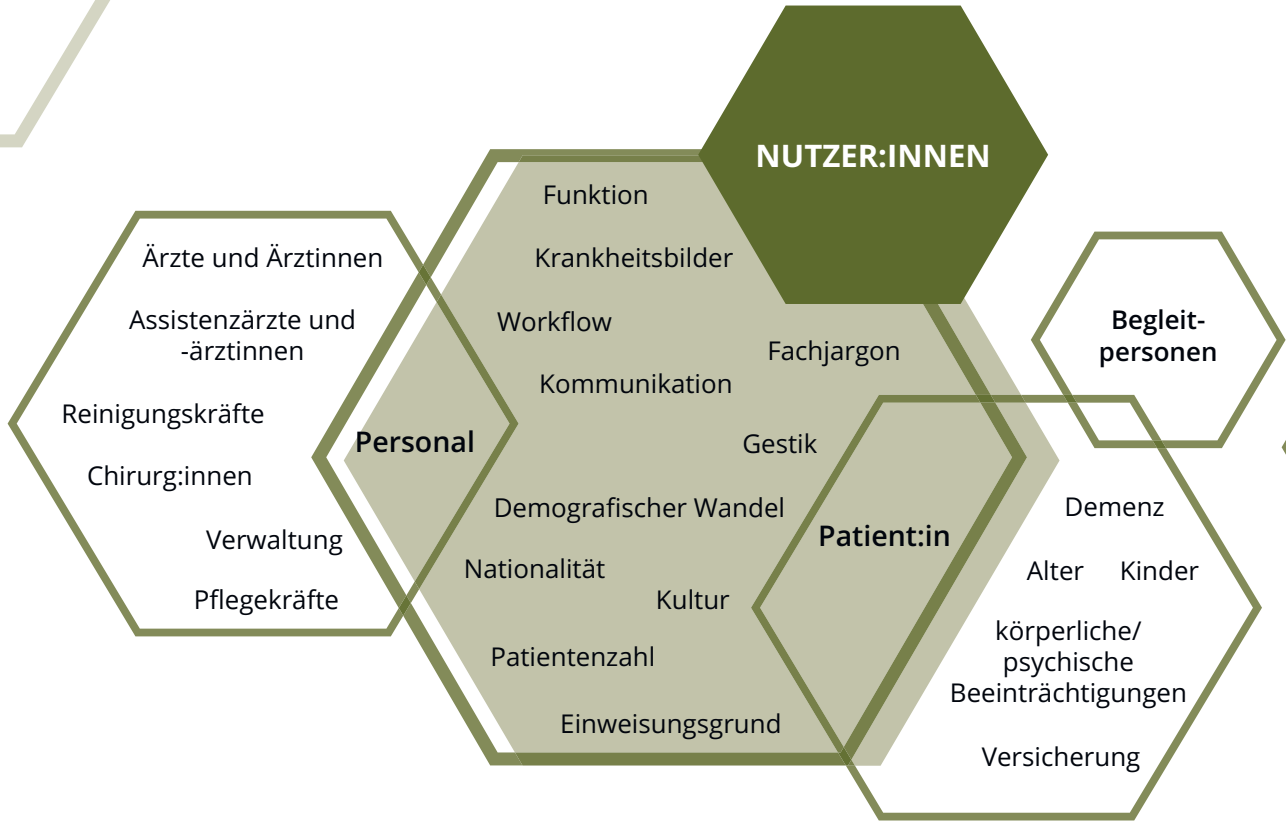 NUTZER:INNEN
Funktion
Krankheitsbilder
Workflow
Fachjargon
Kommunikation
Gestik
Demografischer Wandel
Nationalität
Kultur
Patientenzahl
Einweisungsgrund
Personal
Ärzte und Ärztinnen
Assistenzärzte und
-ärztinnen
Reinigungskräfte
Chirurg:innen
Verwaltung
Pflegekräfte
Patient:in
Demenz
Alter
Kinder
körperliche/
psychische
Beeinträchtigungen
Versicherung
Begleit-
personen